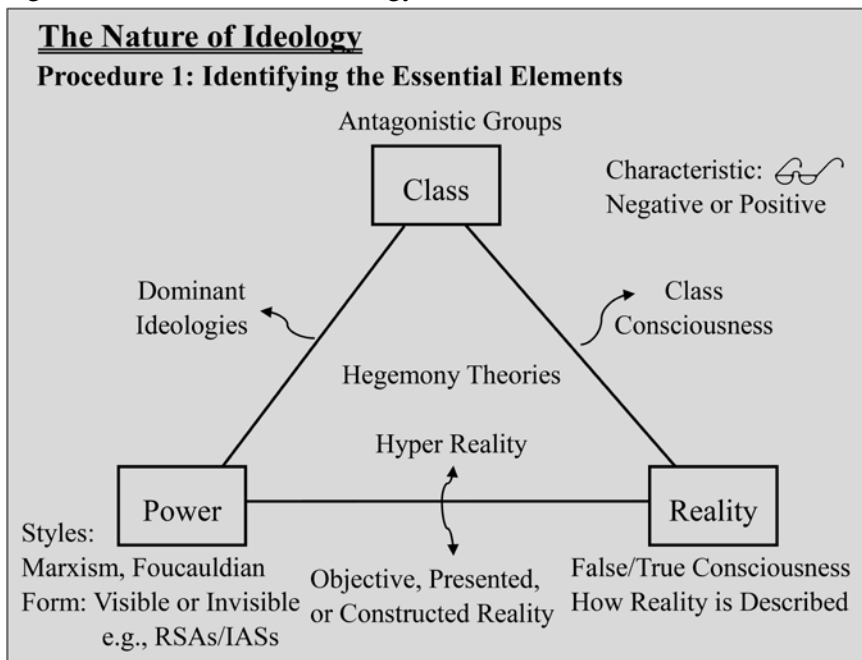 The Nature of Ideology
Procedure 1: Identifying the Essential Elements
Antagonistic Groups
Class
Characteristic:
Negative or Positive
Dominant
Ideologies
Class
Consciousness
Hegemony Theories
Hyper Reality
Power
Reality
Styles:
Marxism, Foucauldian
Form: Visible or Invisible
e.g., RSAs/IASs
Objective, Presented,
or Constructed Reality
False/True Consciousness
How Reality is Described